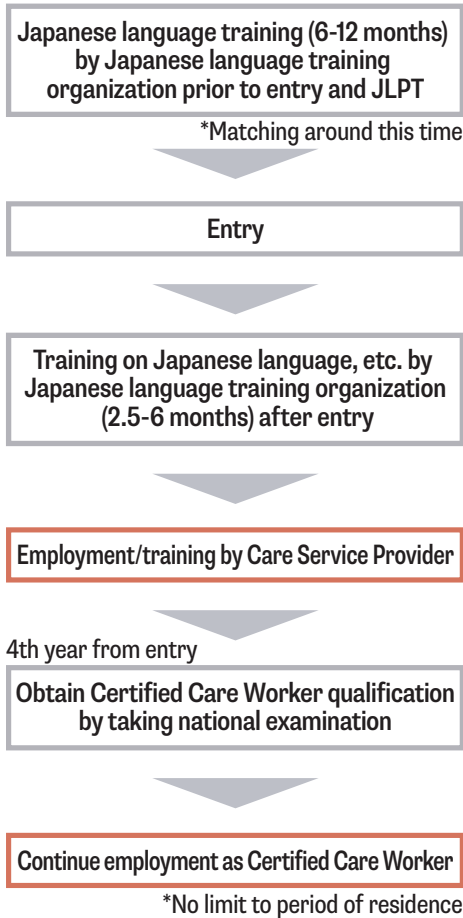 Japanese language training (6-12 months)
by Japanese language training
organization prior to entry and JLPT
*Matching around this time
Entry
Training on Japanese language, etc. by
Japanese language training organization
(2.5-6 months) after entry
Employment/training by Care Service Provider
4th year from entry
Obtain Certified Care Worker qualification
by taking national examination
Continue employment as Certified Care Worker
*No limit to period of residence